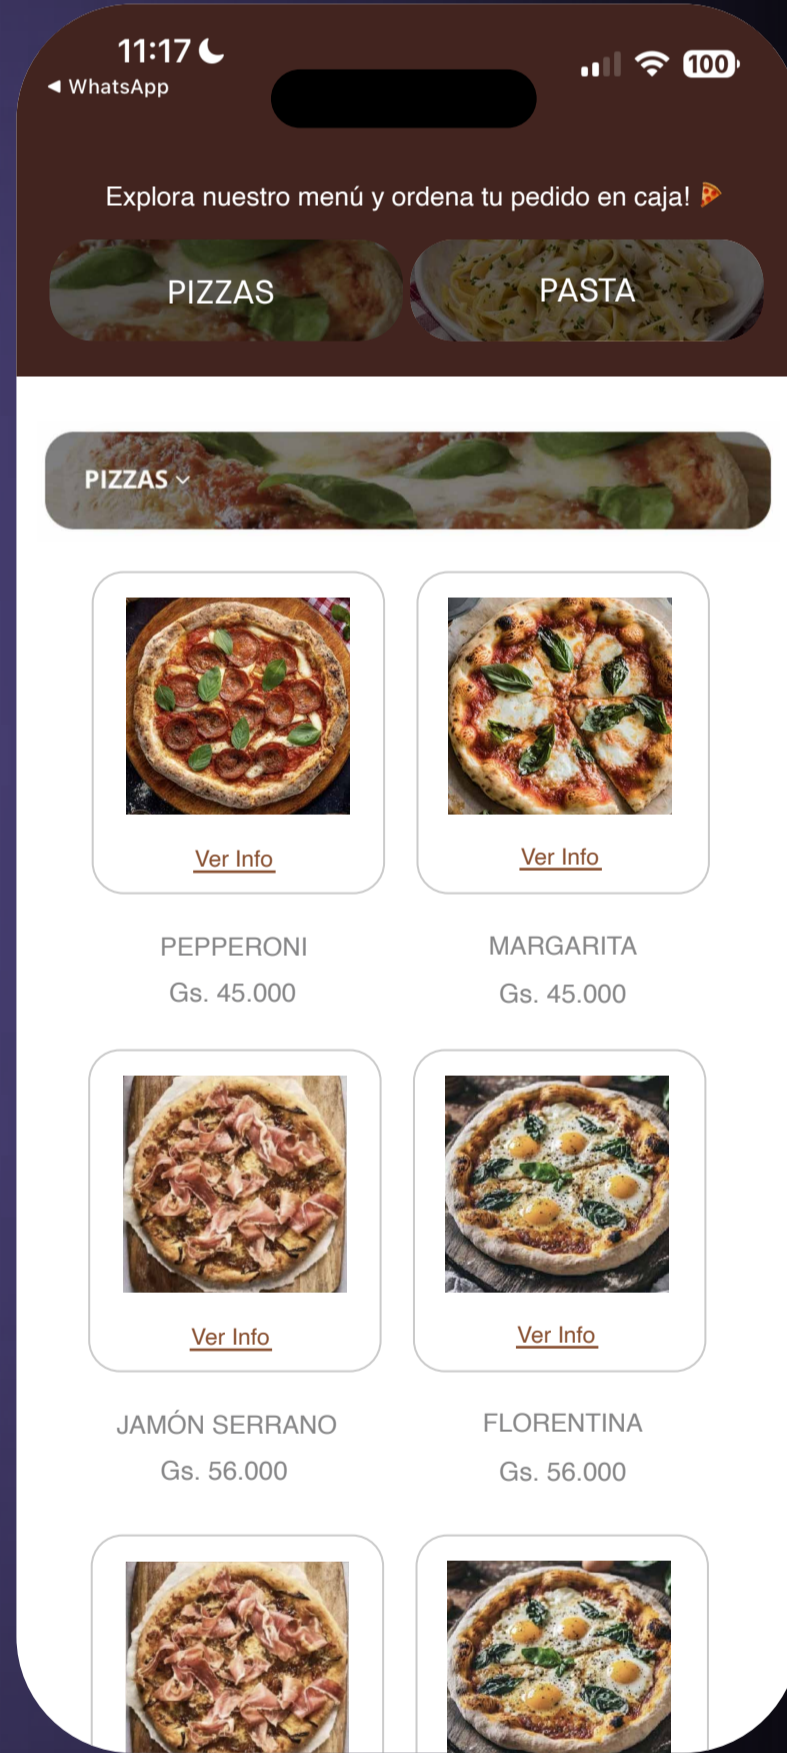 11:17
100
◀ WhatsApp
Explora nuestro menú y ordena tu pedido en caja! 🍕
PIZZAS PASTA
PIZZAS
Ver Info Ver Info
PEPPERONI MARGARITA
Gs. 45.000 Gs. 45.000
Ver Info Ver Info
JAMÓN SERRANO FLORENTINA
Gs. 56.000 Gs. 56.000